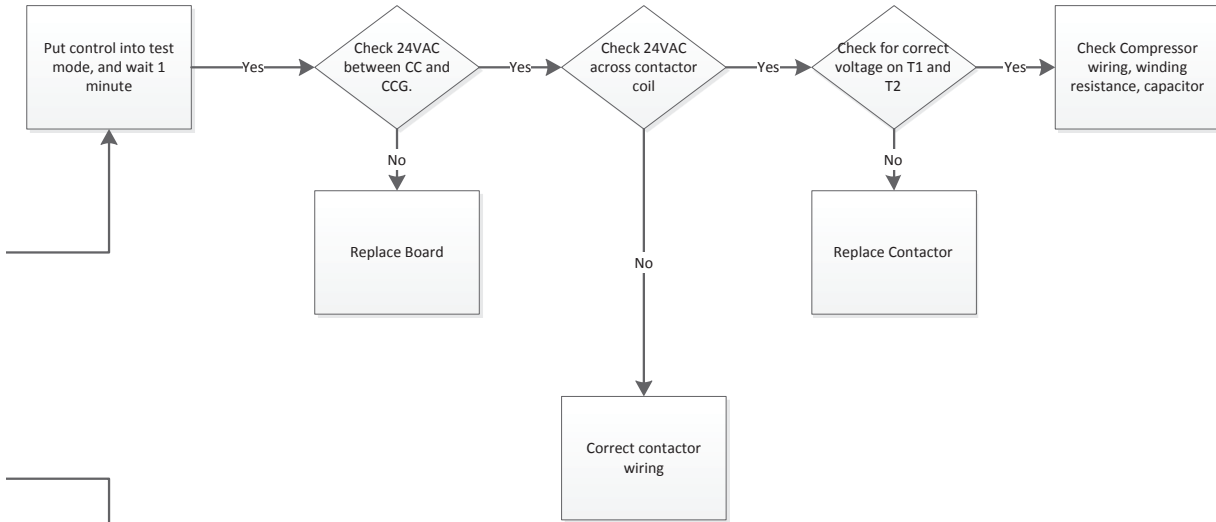 Put control into test
mode, and wait 1
minute
Yes
Check 24VAC
between CC and
CCG.
Yes
Check 24VAC
across contactor
coil
Yes
Check for correct
voltage on T1 and
T2
Yes
Check Compressor
wiring, winding
resistance, capacitor
No
Replace Board
No
No
Replace Contactor
Correct contactor
wiring